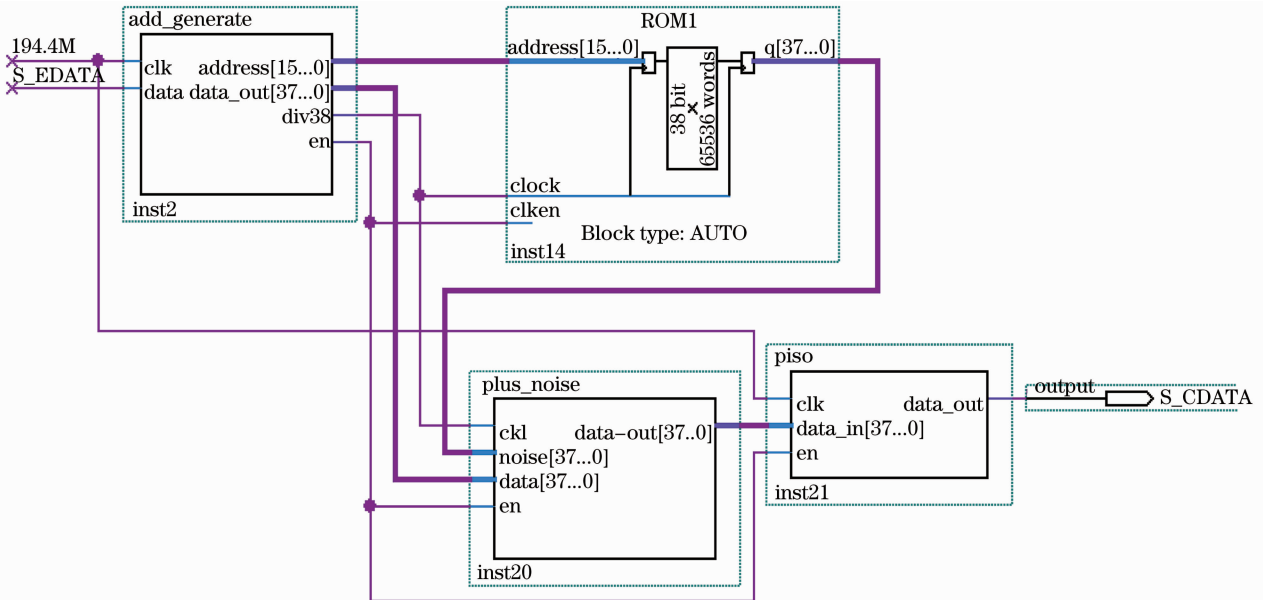 add_generate
194.4M
S_EDATA
clk
address[15...0]
data
data_out[37...0]
div38
en
inst2
ROM1
address[15...0]
q[37...0]
38 bit
×
65536 words
clock
clken
Block type: AUTO
inst14
plus_noise
ckl
data-out[37..0]
noise[37...0]
data[37...0]
en
inst20
piso
clk
data_out
data_in[37...0]
en
inst21
output
S_CDATA